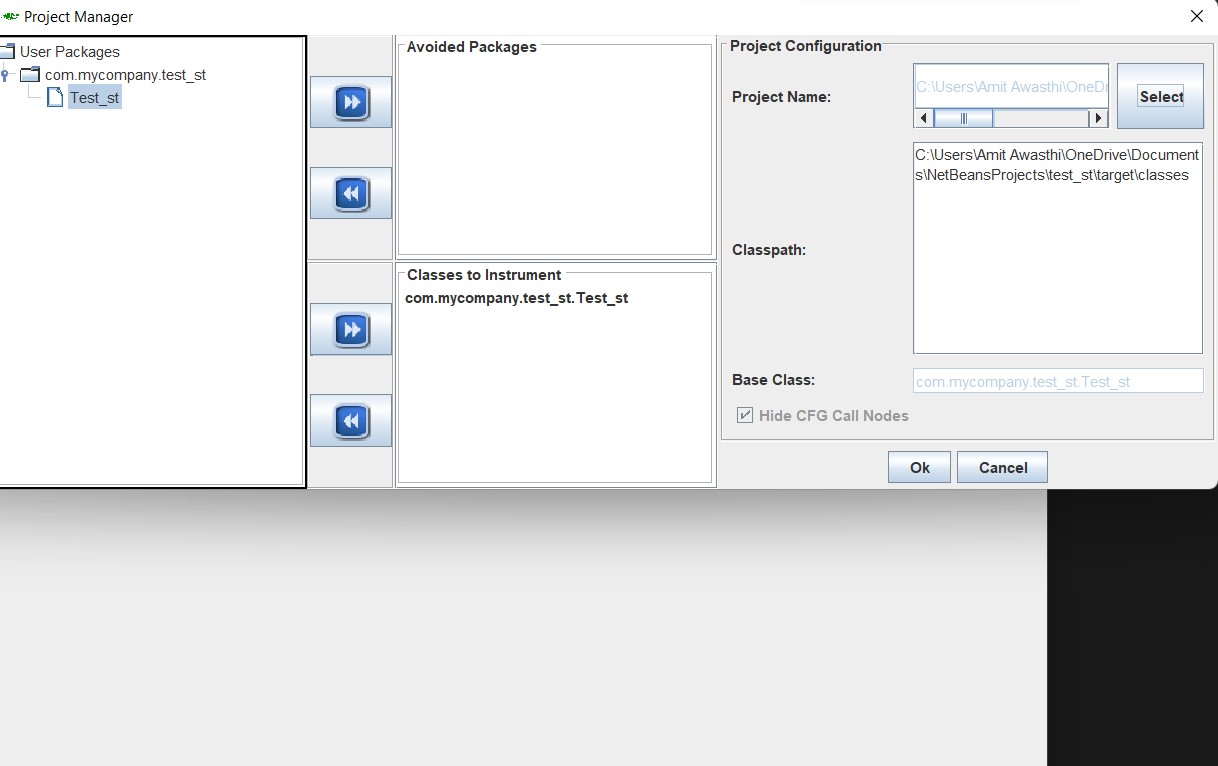 Project Manager
User Packages
com.mycompany.test_st
Test_st
Avoided Packages
Classes to Instrument
com.mycompany.test_st.Test_st
Project Configuration
Project Name:
C:\Users\Amit Awasthi\OneDr
Select
Classpath:
C:\Users\Amit Awasthi\OneDrive\Document
s\NetBeansProjects\test_st\target\classes
Base Class:
com.mycompany.test_st.Test_st
Hide CFG Call Nodes
Ok
Cancel